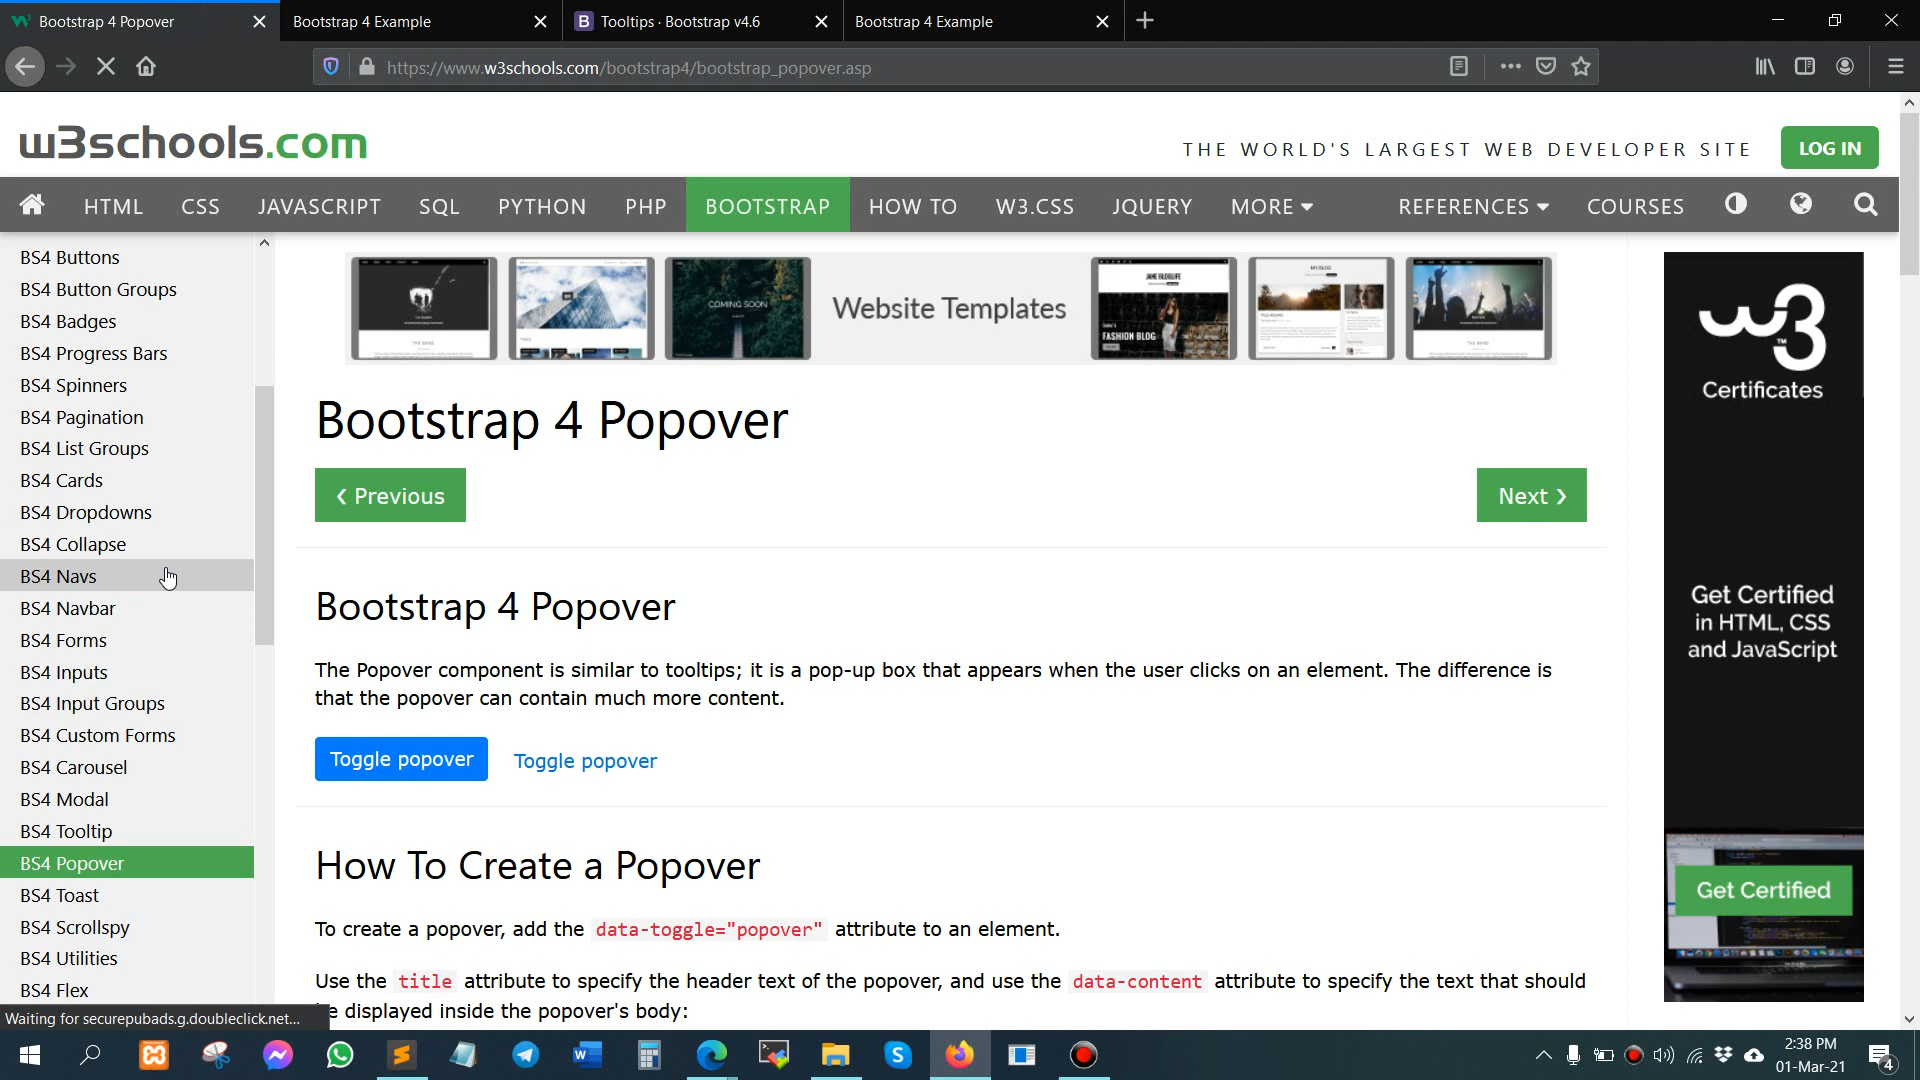 Bootstrap 4 Popover
Bootstrap 4 Example
B Tooltips · Bootstrap v4.6
Bootstrap 4 Example
https://www.w3schools.com/bootstrap4/bootstrap_popover.asp
w3schools.com
THE WORLD'S LARGEST WEB DEVELOPER SITE
LOG IN
HTML CSS JAVASCRIPT SQL PYTHON PHP BOOTSTRAP HOW TO W3.CSS JQUERY MORE REFERENCES COURSES
BS4 Buttons
BS4 Button Groups
BS4 Badges
BS4 Progress Bars
BS4 Spinners
BS4 Pagination
BS4 List Groups
BS4 Cards
BS4 Dropdowns
BS4 Collapse
BS4 Navs
BS4 Navbar
BS4 Forms
BS4 Inputs
BS4 Input Groups
BS4 Custom Forms
BS4 Carousel
BS4 Modal
BS4 Tooltip
BS4 Popover
BS4 Toast
BS4 Scrollspy
BS4 Utilities
BS4 Flex
Waiting for securepubads.g.doubleclick.net...
COMING SOON
Website Templates
JANE BLOGLIFE
FASHION BLOG
MY BLOG
Bootstrap 4 Popover
❮ Previous
Next ❯
Bootstrap 4 Popover
The Popover component is similar to tooltips; it is a pop-up box that appears when the user clicks on an element. The difference is
that the popover can contain much more content.
Toggle popover
Toggle popover
How To Create a Popover
To create a popover, add the data-toggle="popover" attribute to an element.
Use the title attribute to specify the header text of the popover, and use the data-content attribute to specify the text that should
e displayed inside the popover's body:
w3
TM
Certificates
Get Certified
in HTML, CSS
and JavaScript
Get Certified
2:38 PM
01-Mar-21
4